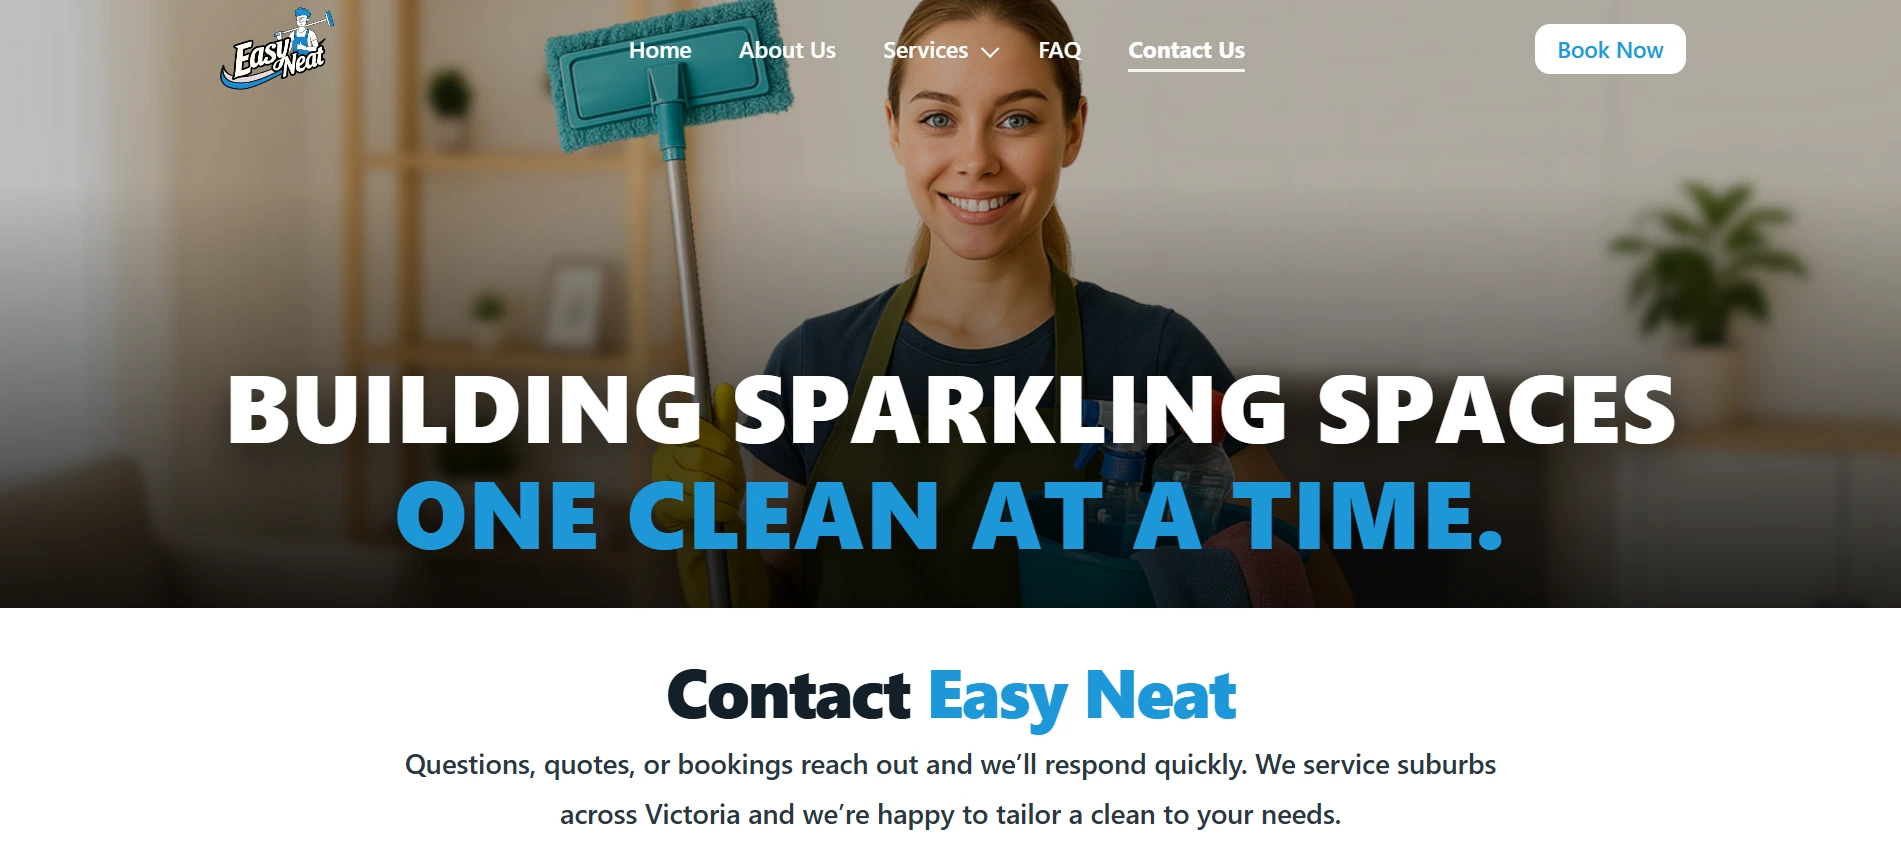 Easy
Neat
Home
About Us
Services
FAQ
Contact Us
Book Now
BUILDING SPARKLING SPACES
ONE CLEAN AT A TIME.
Contact Easy Neat
Questions, quotes, or bookings reach out and we’ll respond quickly. We service suburbs
across Victoria and we’re happy to tailor a clean to your needs.